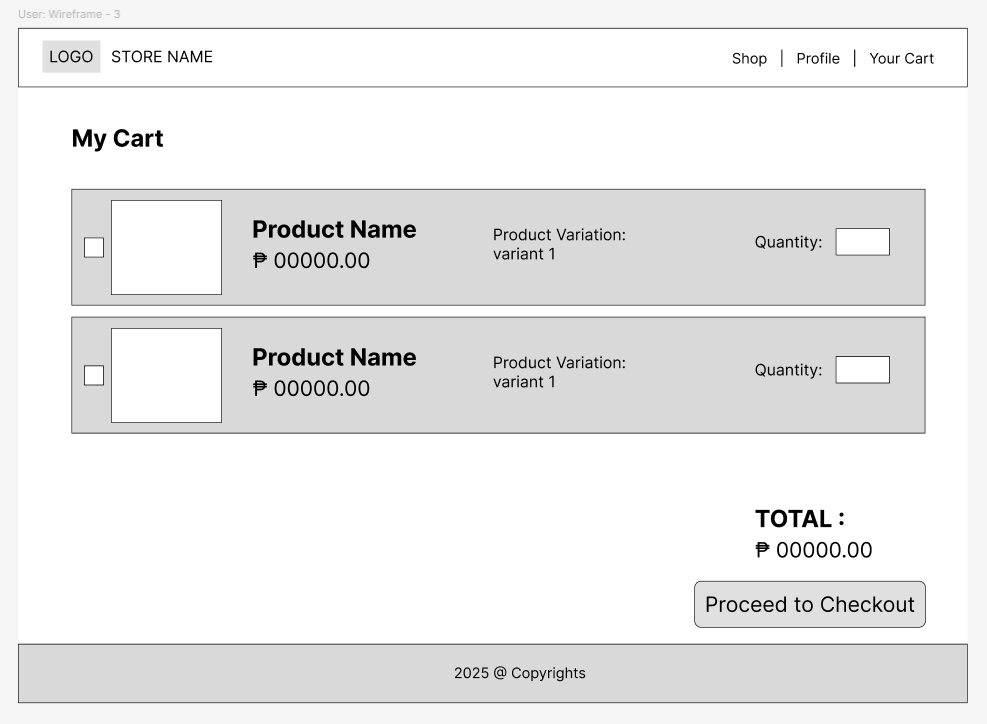 User: Wireframe - 3
LOGO STORE NAME Shop | Profile | Your Cart
My Cart
Product Name
₱ 00000.00
Product Variation:
variant 1
Quantity:
Product Name
₱ 00000.00
Product Variation:
variant 1
Quantity:
TOTAL :
₱ 00000.00
Proceed to Checkout
2025 @ Copyrights